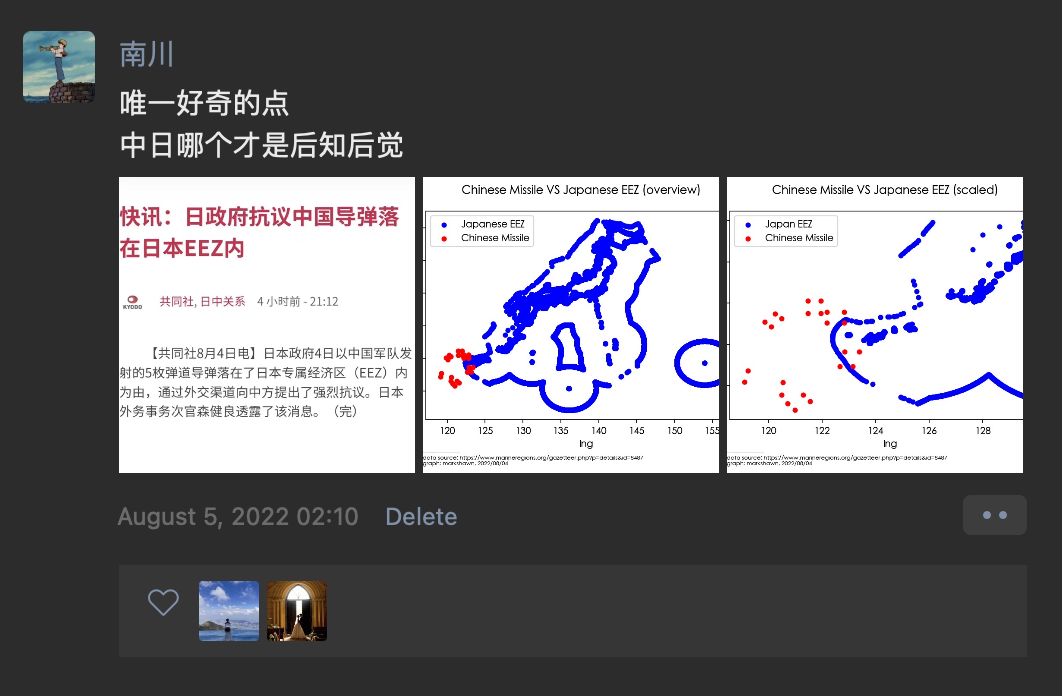 南川
唯一好奇的点
中日哪个才是后知后觉
快讯：日政府抗议中国导弹落
在日本EEZ内
KYODO
共同社, 日中关系 4 小时前 - 21:12
【共同社8月4日电】日本政府4日以中国军队发
射的5枚弹道导弹落在了日本专属经济区（EEZ）内
为由，通过外交渠道向中方提出了强烈抗议。日本
外务事务次官森健良透露了该消息。（完）
Chinese Missile VS Japanese EEZ (overview)
Japanese EEZ
Chinese Missile
120 125 130 135 140 145 150 155
lng
data source: https://www.marineregions.org/gazetteer.php?p=details&id=8487
graph: markshawn, 2022/08/04
Chinese Missile VS Japanese EEZ (scaled)
Japan EEZ
Chinese Missile
120 122 124 126 128
lng
data source: https://www.marineregions.org/gazetteer.php?p=details&id=8487
graph: markshawn, 2022/08/04
August 5, 2022 02:10 Delete